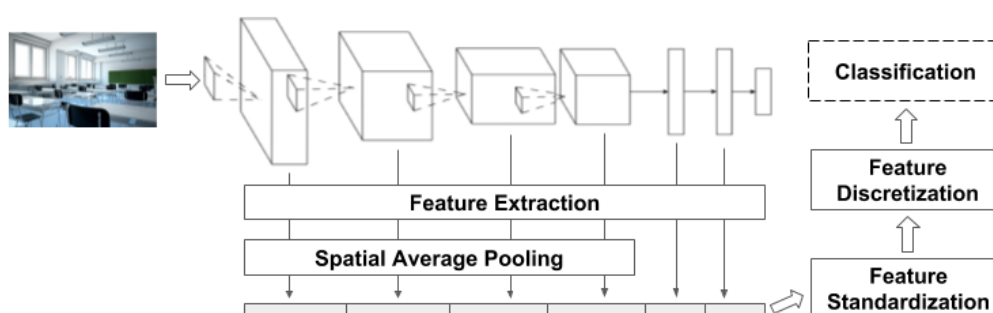 Classification
Feature
Discretization
Feature Extraction
Spatial Average Pooling
Feature
Standardization